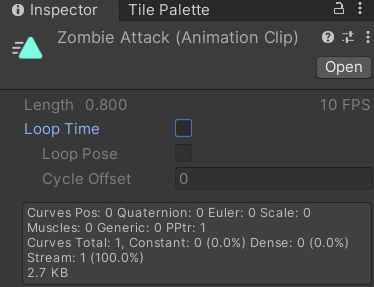 Inspector
Tile Palette
Zombie Attack (Animation Clip)
Open
Length 0.800
10 FPS
Loop Time
Loop Pose
Cycle Offset
0
Curves Pos: 0 Quaternion: 0 Euler: 0 Scale: 0
Muscles: 0 Generic: 0 PPtr: 1
Curves Total: 1, Constant: 0 (0.0%) Dense: 0 (0.0%)
Stream: 1 (100.0%)
2.7 KB